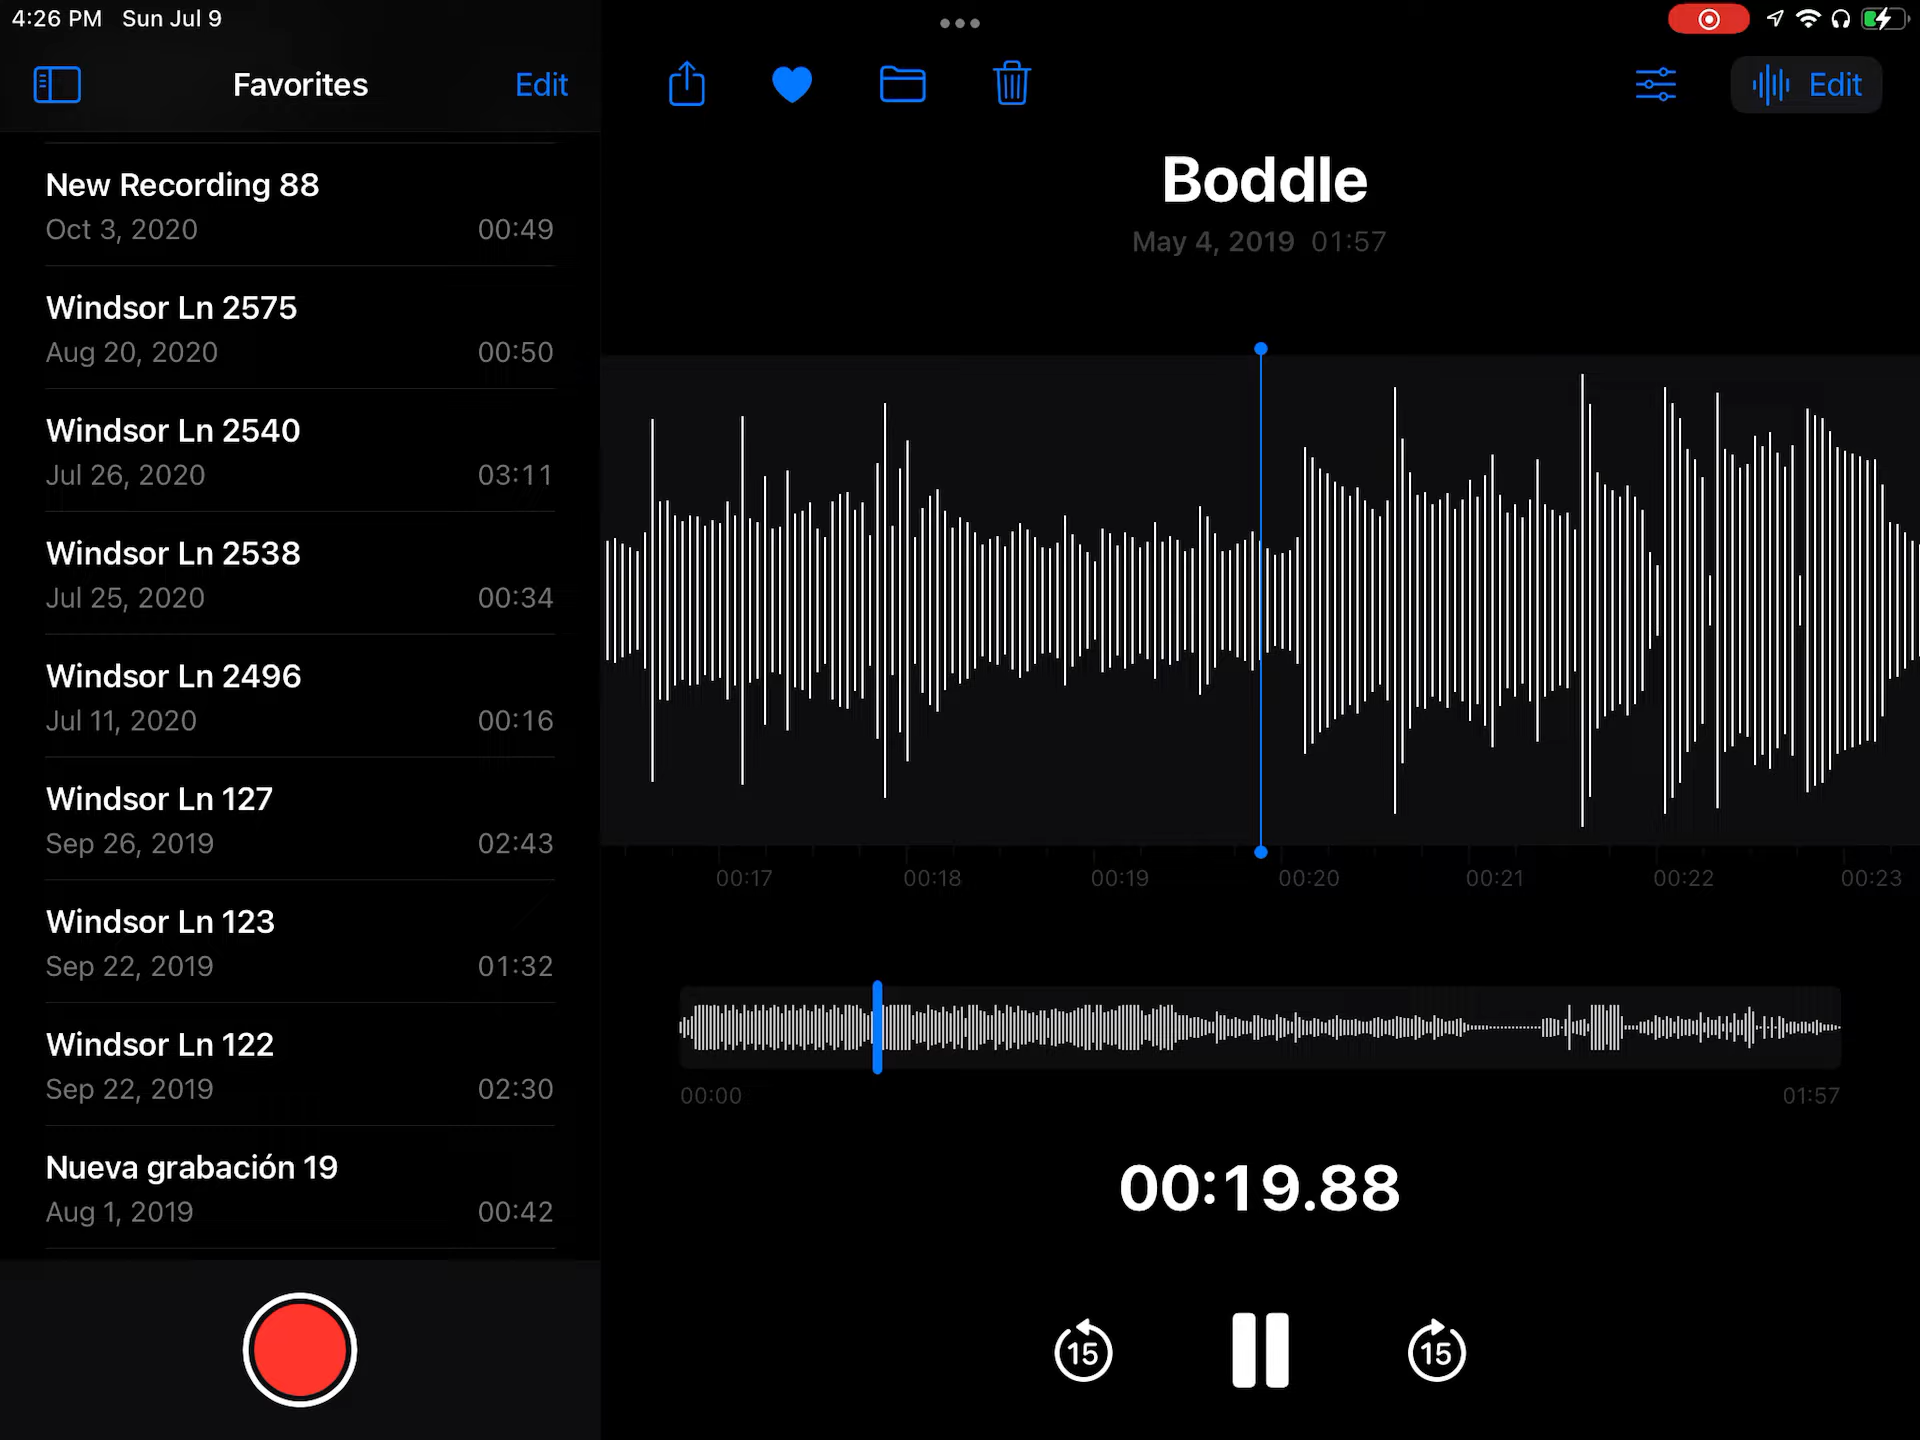 4:26 PM Sun Jul 9
Favorites
Edit
New Recording 88
Oct 3, 2020 00:49
Windsor Ln 2575
Aug 20, 2020 00:50
Windsor Ln 2540
Jul 26, 2020 03:11
Windsor Ln 2538
Jul 25, 2020 00:34
Windsor Ln 2496
Jul 11, 2020 00:16
Windsor Ln 127
Sep 26, 2019 02:43
Windsor Ln 123
Sep 22, 2019 01:32
Windsor Ln 122
Sep 22, 2019 02:30
Nueva grabación 19
Aug 1, 2019 00:42
Edit
Boddle
May 4, 2019 01:57
00:17 00:18 00:19 00:20 00:21 00:22 00:23
00:00 01:57
00:19.88
15 15